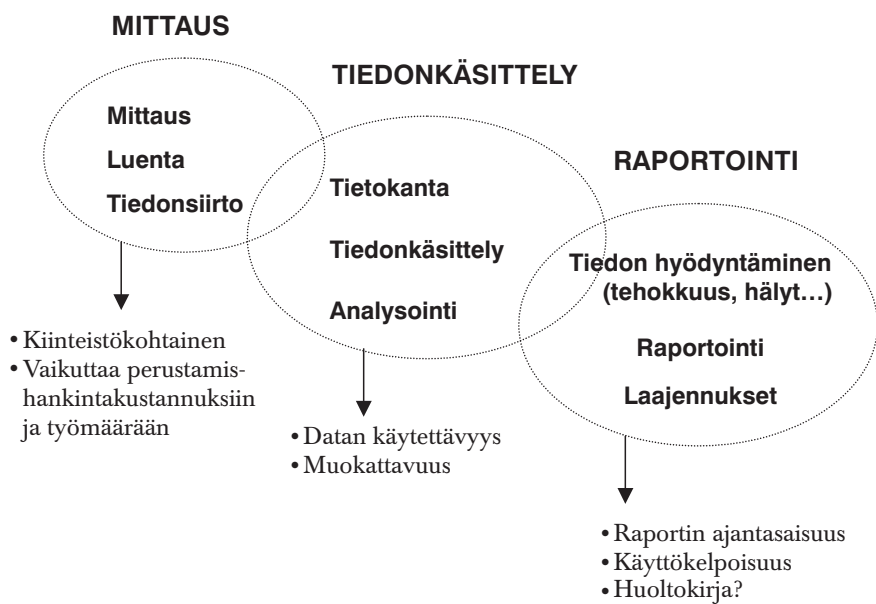 MITTAUS
Mittaus
Luenta
Tiedonsiirto
• Kiinteistökohtainen
• Vaikuttaa perustamis-
hankintakustannuksiin
ja työmäärään
TIEDONKÄSITTELY
Tietokanta
Tiedonkäsittely
Analysointi
• Datan käytettävyys
• Muokattavuus
RAPORTOINTI
Tiedon hyödyntäminen
(tehokkuus, hälyt…)
Raportointi
Laajennukset
• Raportin ajantasaisuus
• Käyttökelpoisuus
• Huoltokirja?